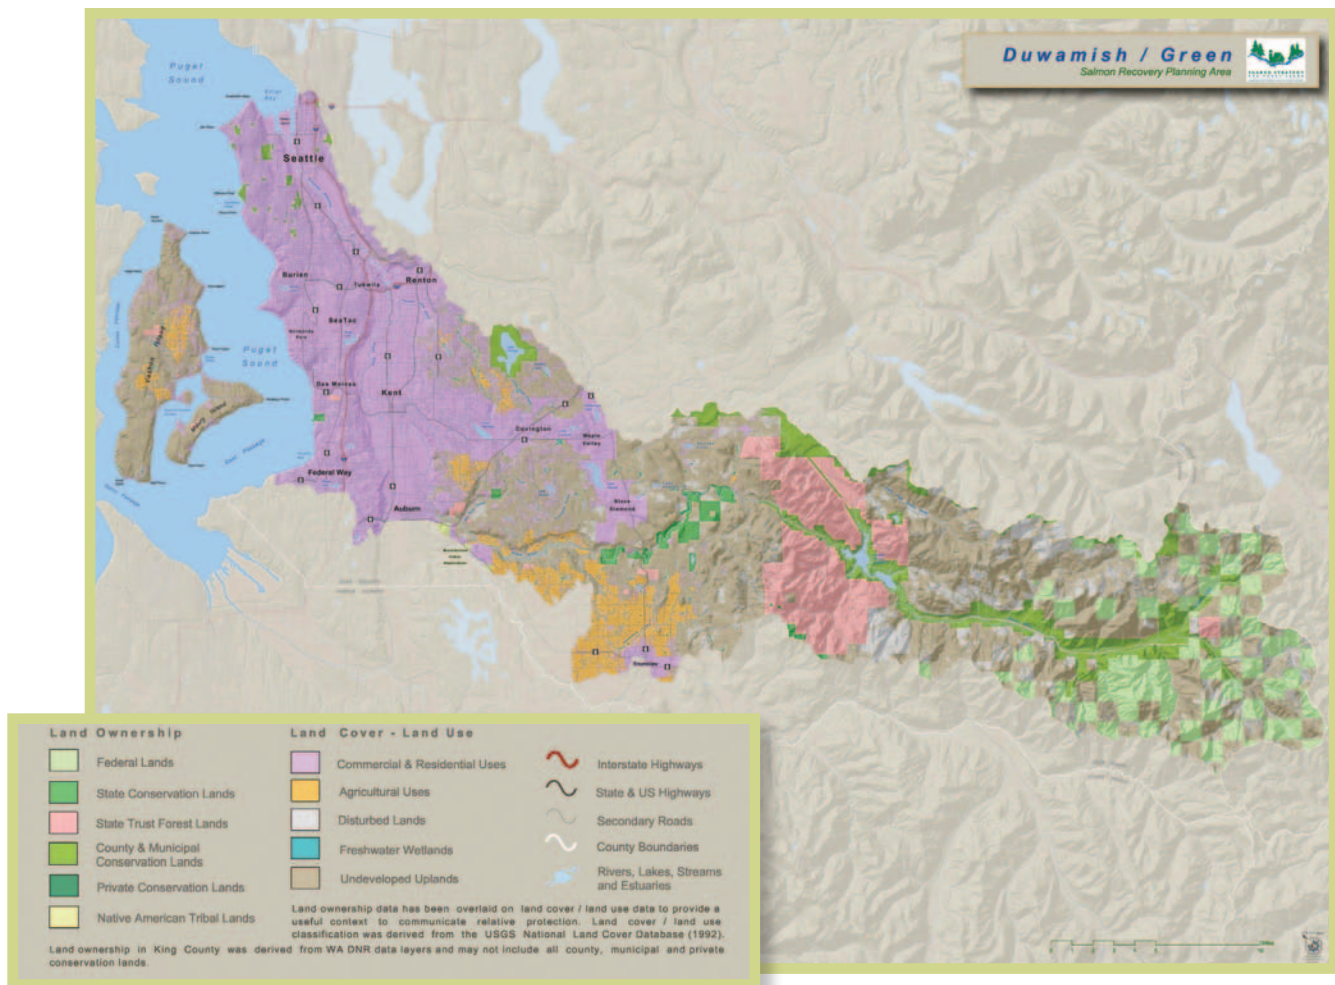 Duwamish / Green
Salmon Recovery Planning Area
Puget
Sound
Seattle
Burien
Tukwila
Renton
SeaTac
Puget
Sound
Vashon Island
Maury Island
Des Moines
Kent
Covington
Maple
Valley
Federal Way
Black
Diamond
Auburn
Enumclaw
Land Ownership
Federal Lands
State Conservation Lands
State Trust Forest Lands
County & Municipal
Conservation Lands
Private Conservation Lands
Native American Tribal Lands
Land Cover - Land Use
Commercial & Residential Uses
Agricultural Uses
Disturbed Lands
Freshwater Wetlands
Undeveloped Uplands
Interstate Highways
State & US Highways
Secondary Roads
County Boundaries
Rivers, Lakes, Streams
and Estuaries
Land ownership data has been overlaid on land cover / land use data to provide a
useful context to communicate relative protection. Land cover / land use
classification was derived from the USGS National Land Cover Database (1992).
Land ownership in King County was derived from WA DNR data layers and may not include all county, municipal and private
conservation lands.